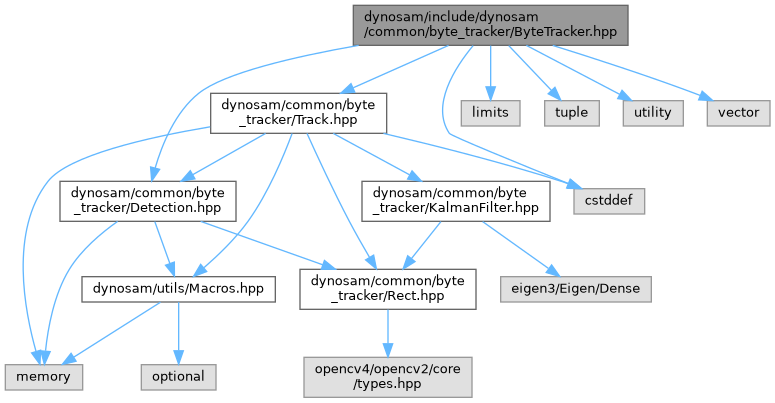 dynosam/include/dynosam
/common/byte_tracker/ByteTracker.hpp
dynosam/common/byte
_tracker/Track.hpp
limits
tuple
utility
vector
dynosam/common/byte
_tracker/Detection.hpp
dynosam/common/byte
_tracker/KalmanFilter.hpp
cstddef
dynosam/utils/Macros.hpp
dynosam/common/byte
_tracker/Rect.hpp
eigen3/Eigen/Dense
memory
optional
opencv4/opencv2/core
/types.hpp